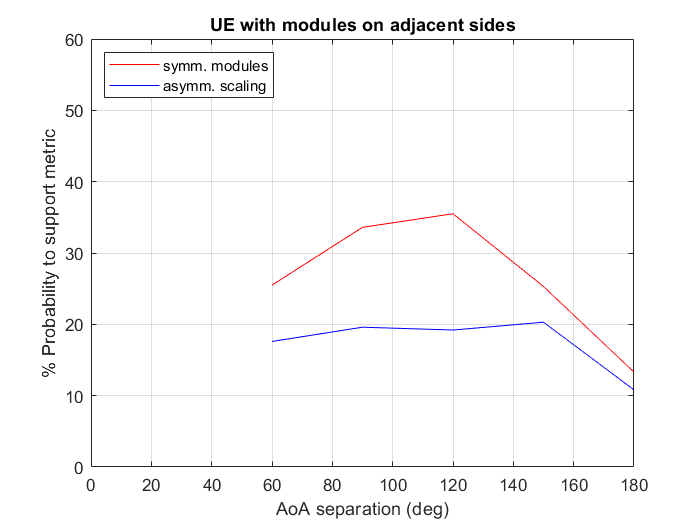 UE with modules on adjacent sides
symm. modules
asymm. scaling
% Probability to support metric
60
50
40
30
20
10
0
0 20 40 60 80 100 120 140 160 180
AoA separation (deg)